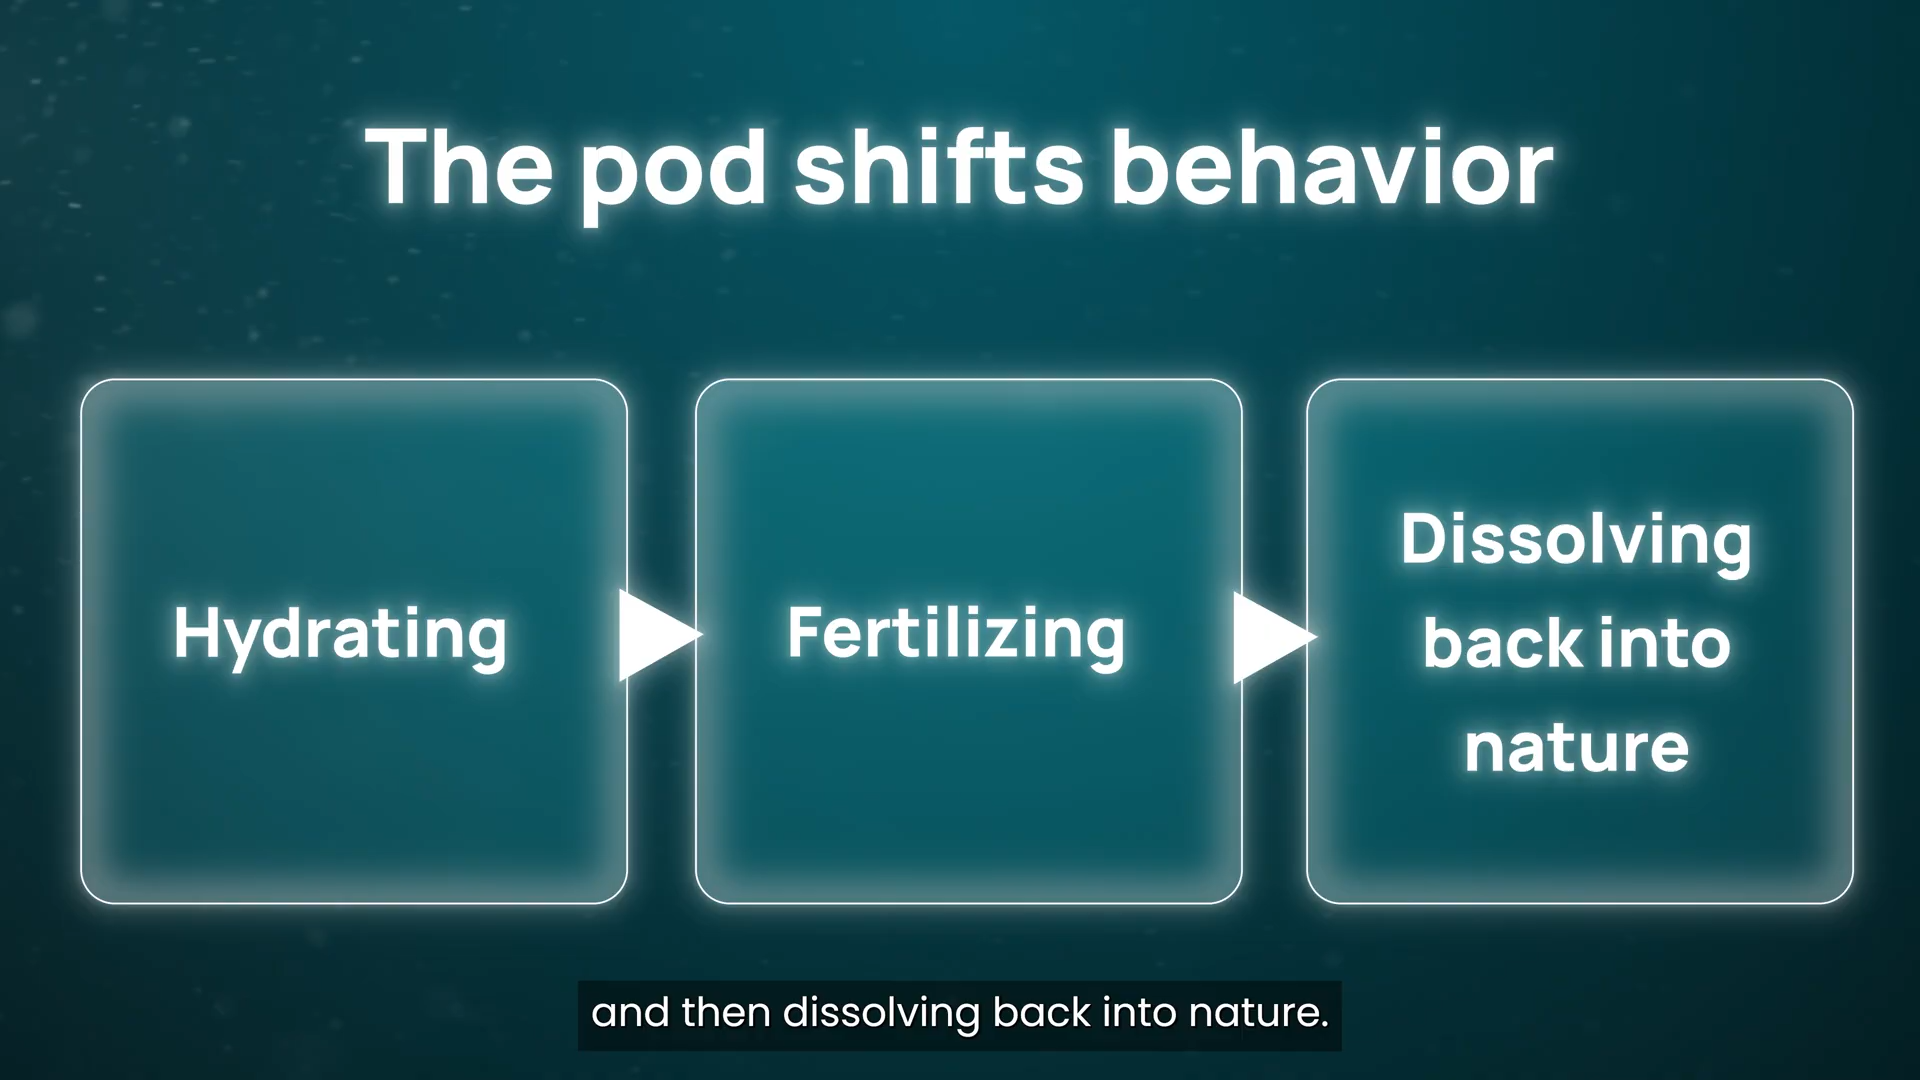 The pod shifts behavior
Hydrating
Fertilizing
Dissolving
back into
nature
and then dissolving back into nature.